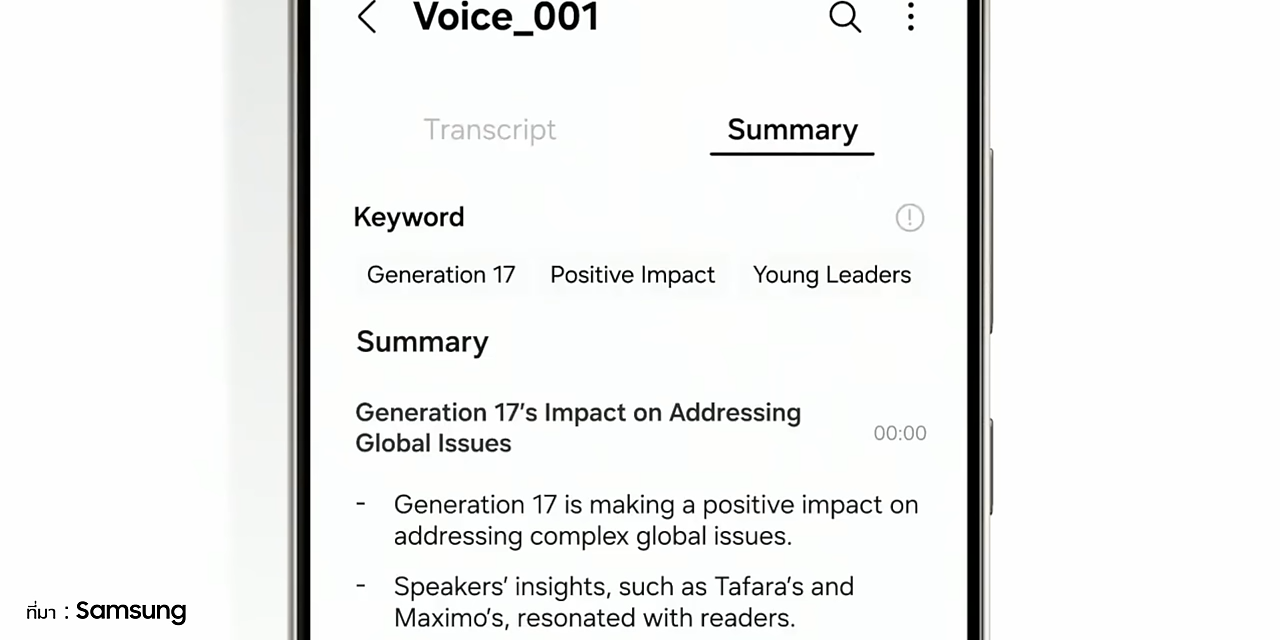 Voice_001
Transcript
Summary
Keyword
Generation 17
Positive Impact
Young Leaders
Summary
Generation 17's Impact on Addressing
Global Issues
00:00
- Generation 17 is making a positive impact on
addressing complex global issues.
- Speakers' insights, such as Tafara's and
Maximo's, resonated with readers.
ที่มา : Samsung